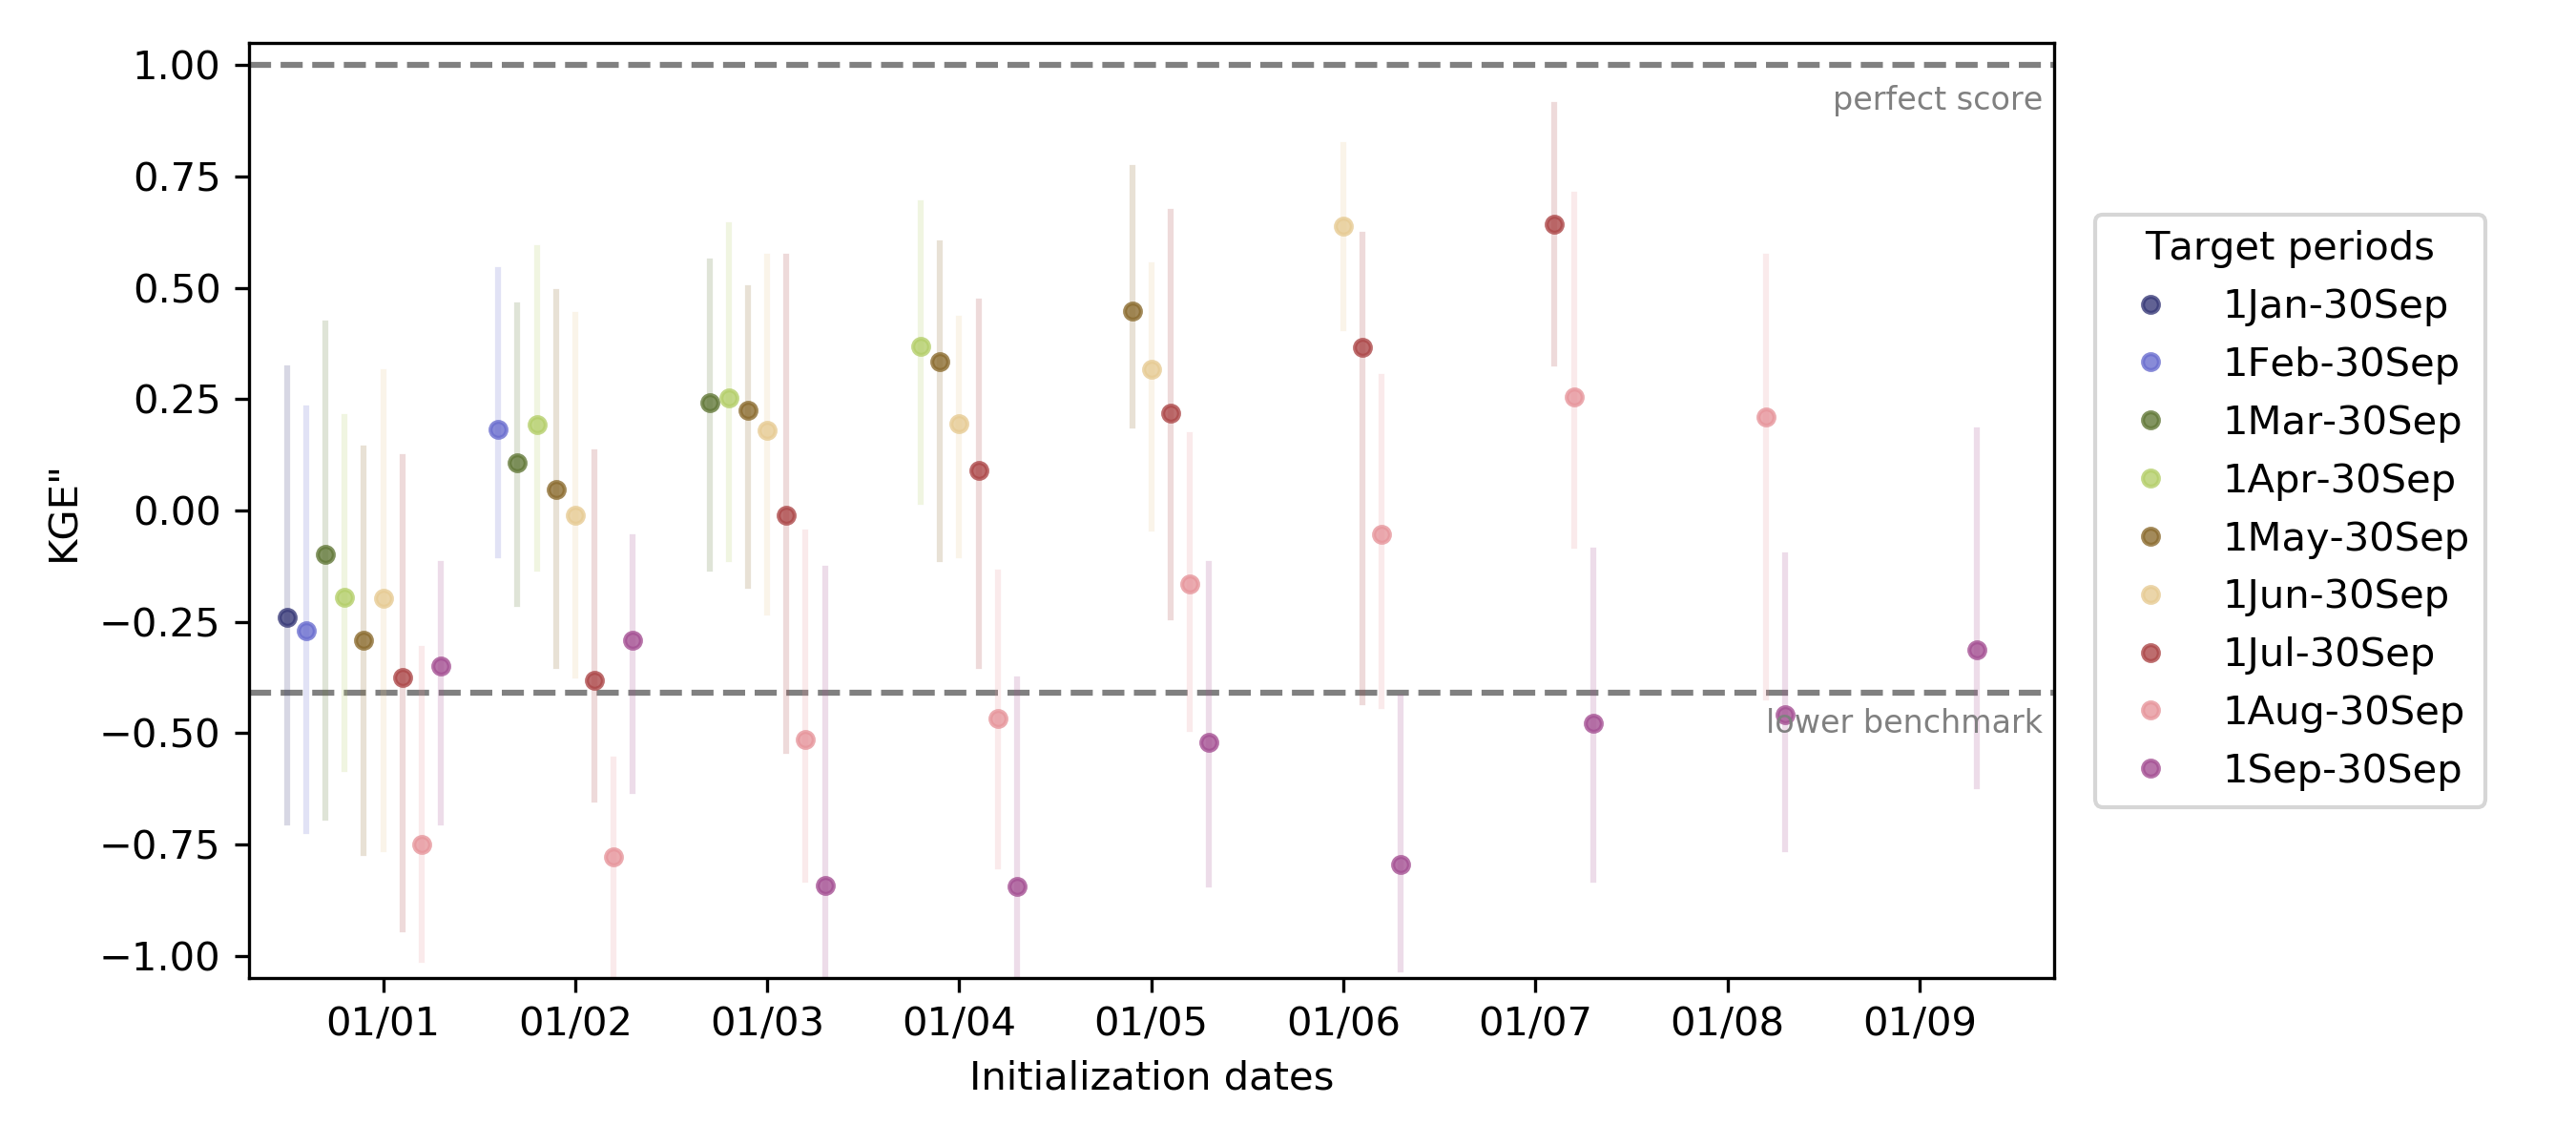 1.00
0.75
0.50
0.25
0.00
−0.25
−0.50
−0.75
−1.00
KGE"
perfect score
lower benchmark
01/01 01/02 01/03 01/04 01/05 01/06 01/07 01/08 01/09
Initialization dates
Target periods
1Jan-30Sep
1Feb-30Sep
1Mar-30Sep
1Apr-30Sep
1May-30Sep
1Jun-30Sep
1Jul-30Sep
1Aug-30Sep
1Sep-30Sep